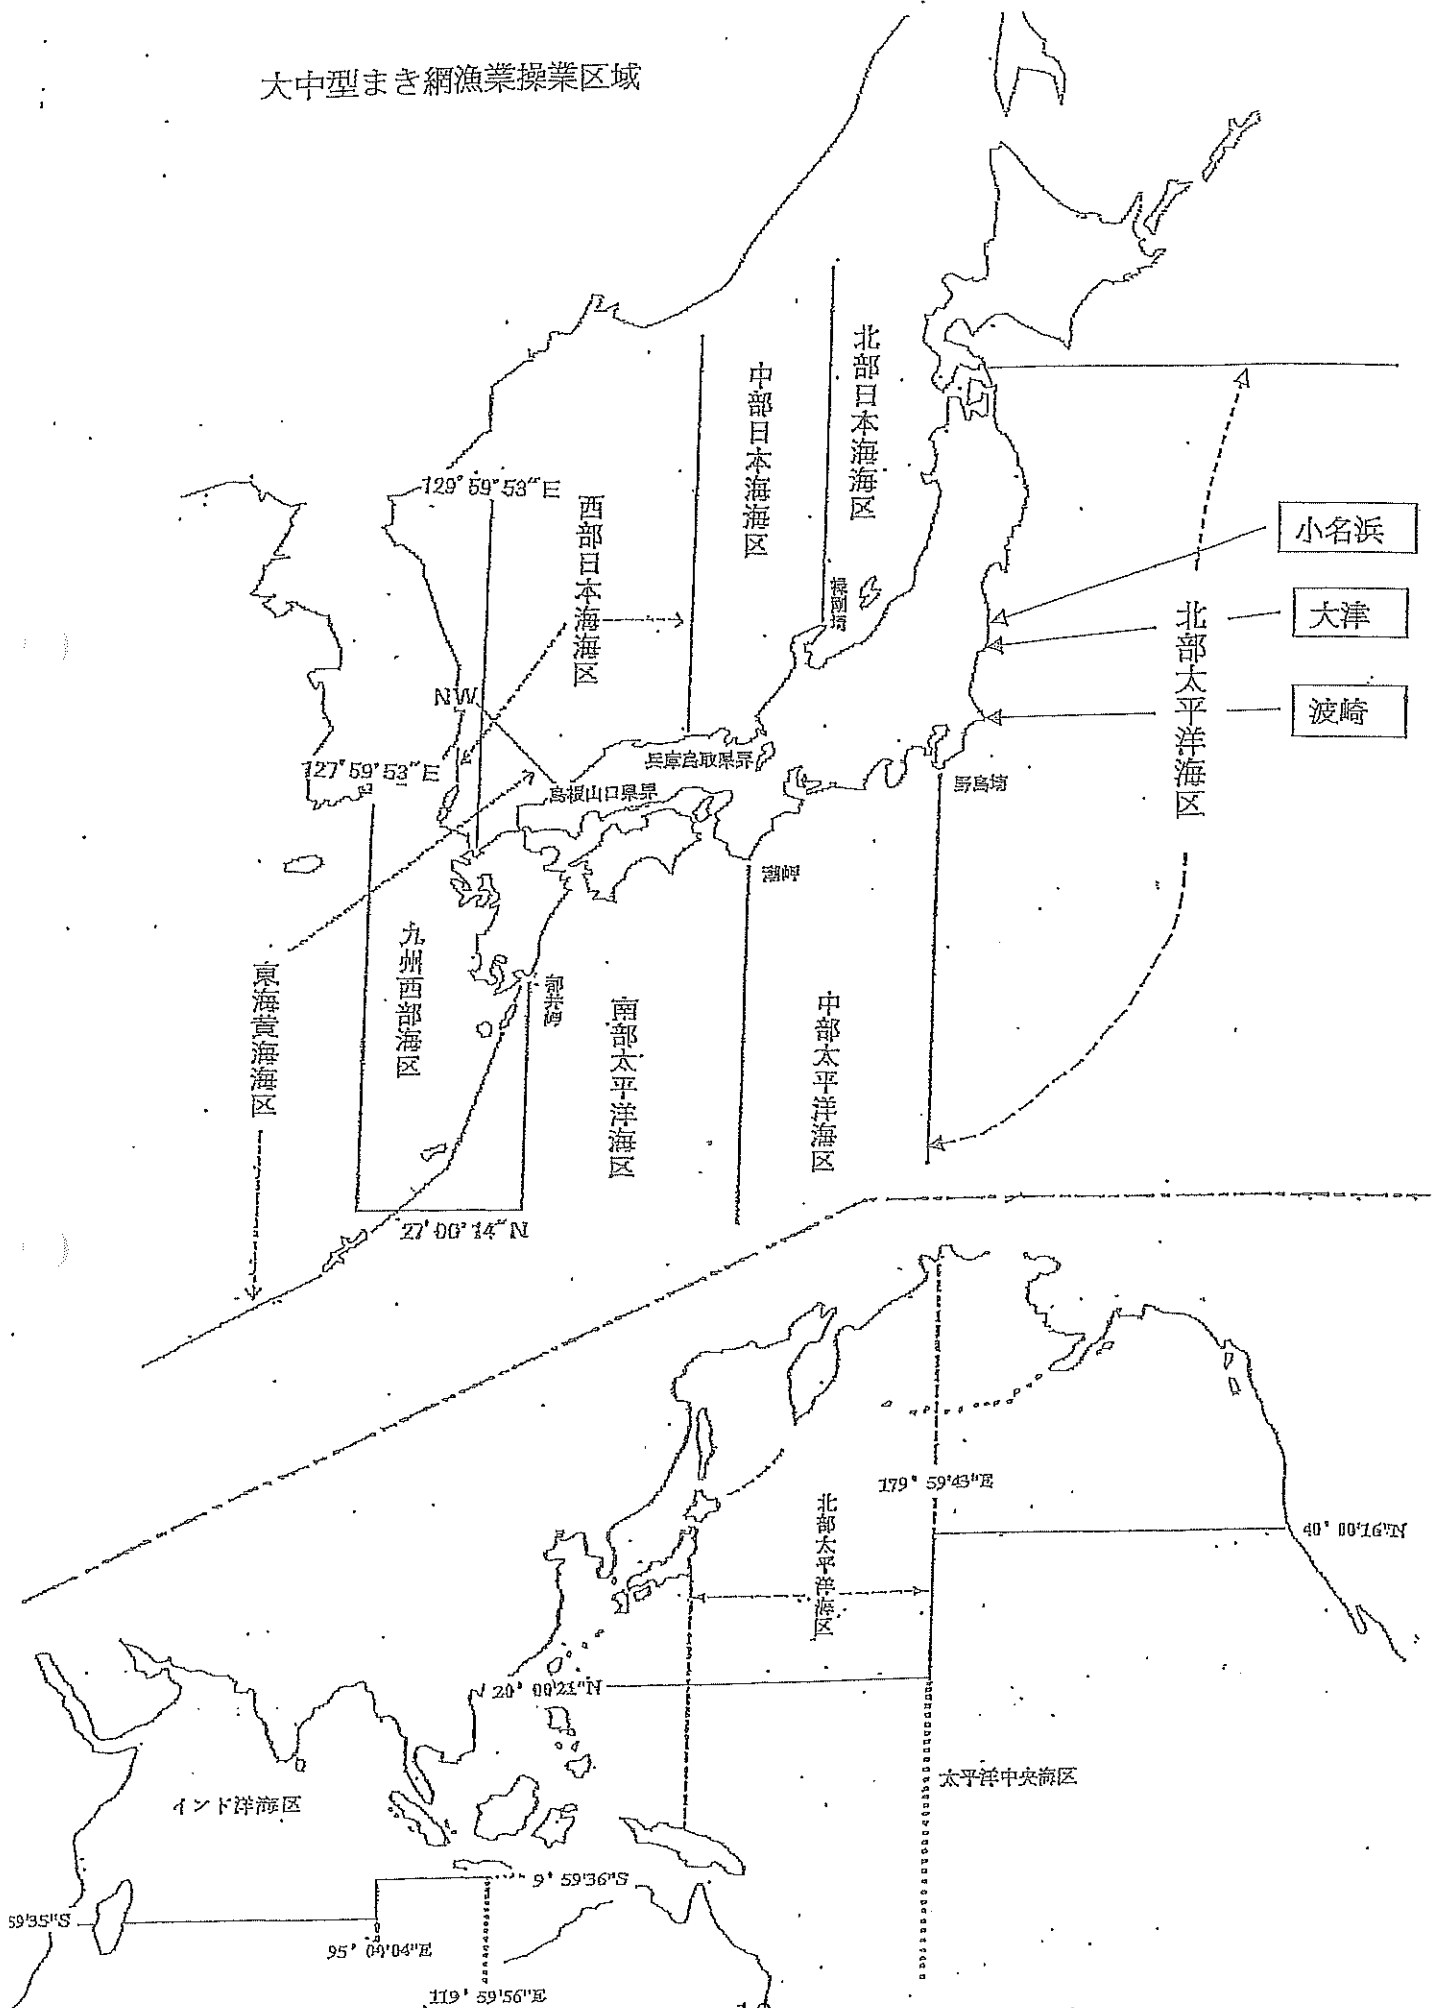 大中型まき網漁業操業区域
北部日本海海区
中部日本海海区
129°59'53"E
西部日本海海区
小名浜
大津
北部太平洋海区
波崎
NW
兵庫鳥取県界
127°59'53"E
島根山口県界
野島埼
潮岬
九州西部海区
東海黄海海区
都井岬
南部太平洋海区
中部太平洋海区
27°00'14"N
179°59'43"E
北部太平洋海区
40°00'16"N
20°00'21"N
太平洋中央海区
インド洋海区
9°59'36"S
59'35"S
95°00'04"E
119°59'56"E